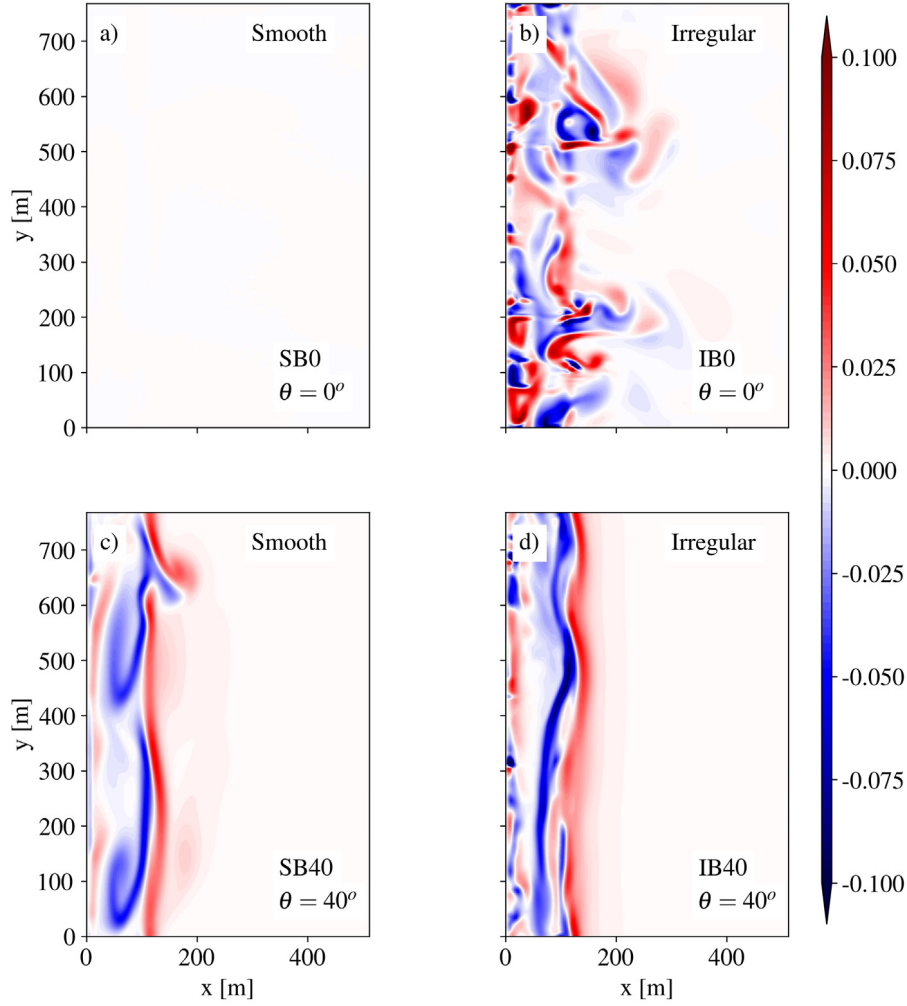 a) Smooth
b) Irregular
700
600
500
400
300
200
100
0
y [m]
SB0
θ = 0°
IB0
θ = 0°
c) Smooth
d) Irregular
700
600
500
400
300
200
100
0
y [m]
SB40
θ = 40°
IB40
θ = 40°
0 200 400
x [m]
0 200 400
x [m]
0.100
0.075
0.050
0.025
0.000
-0.025
-0.050
-0.075
-0.100